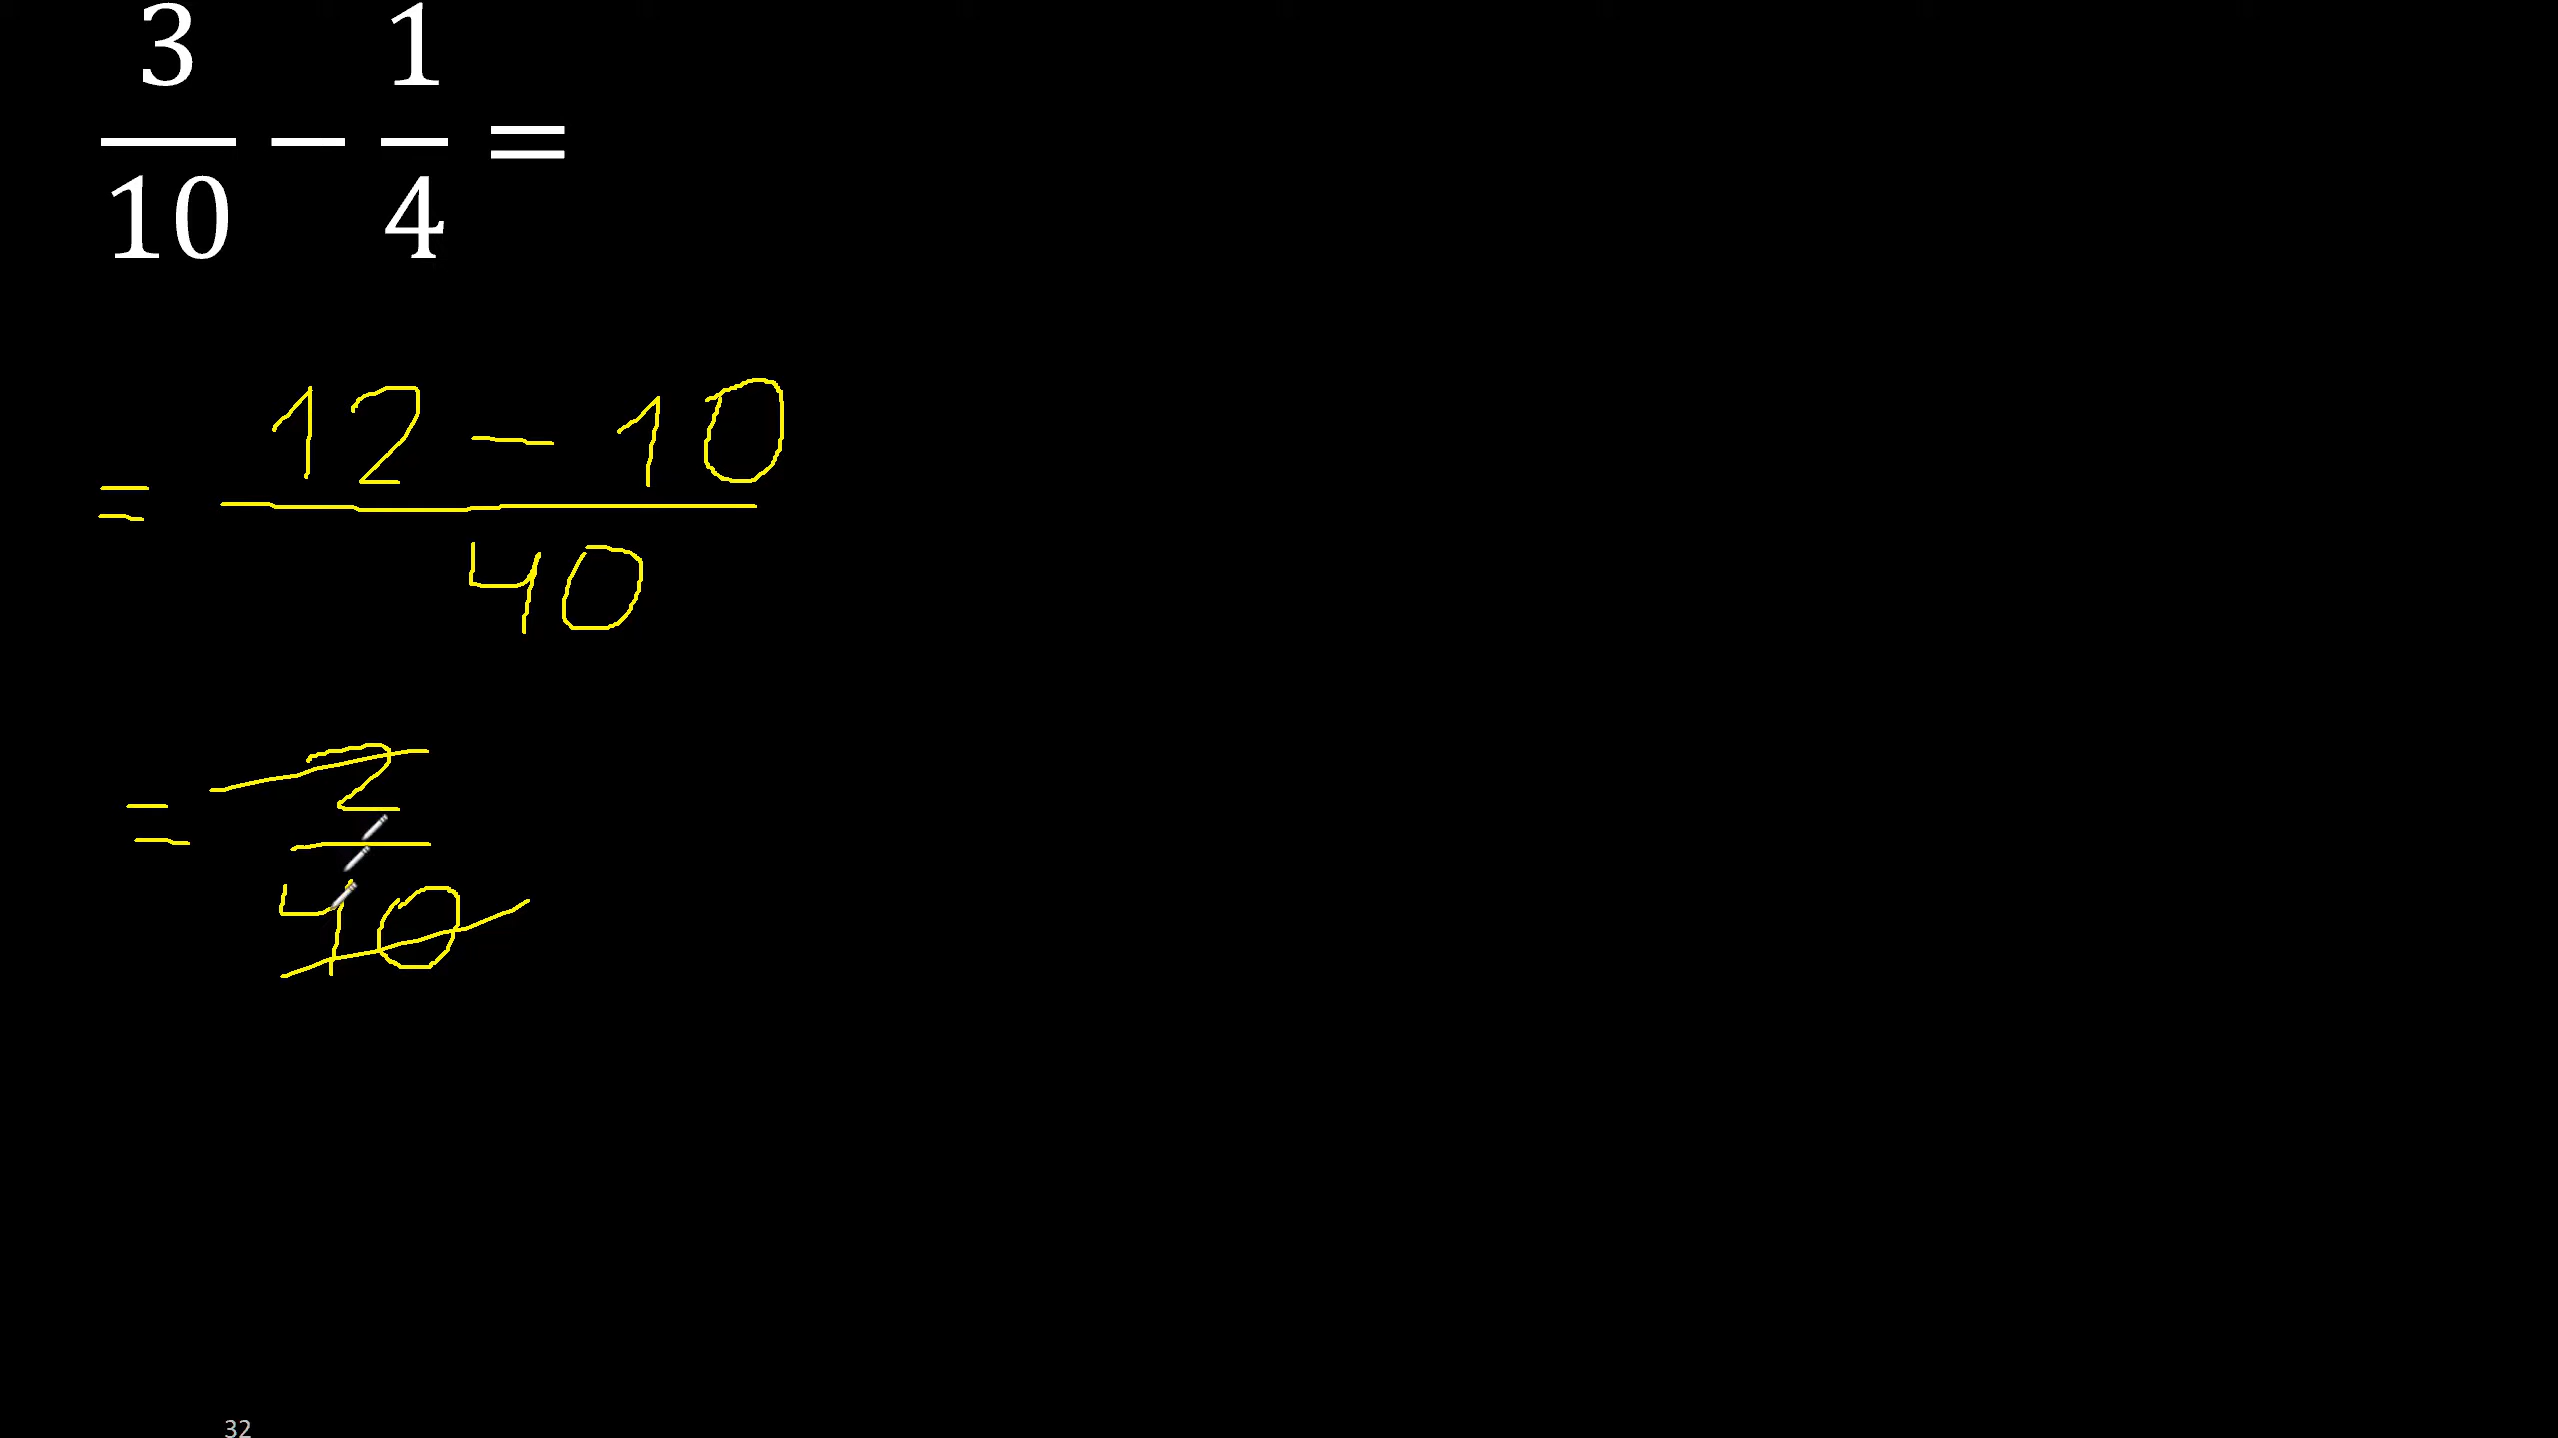 3/10 − 1/4 =
= 12 − 10 / 40
= 2/40
32